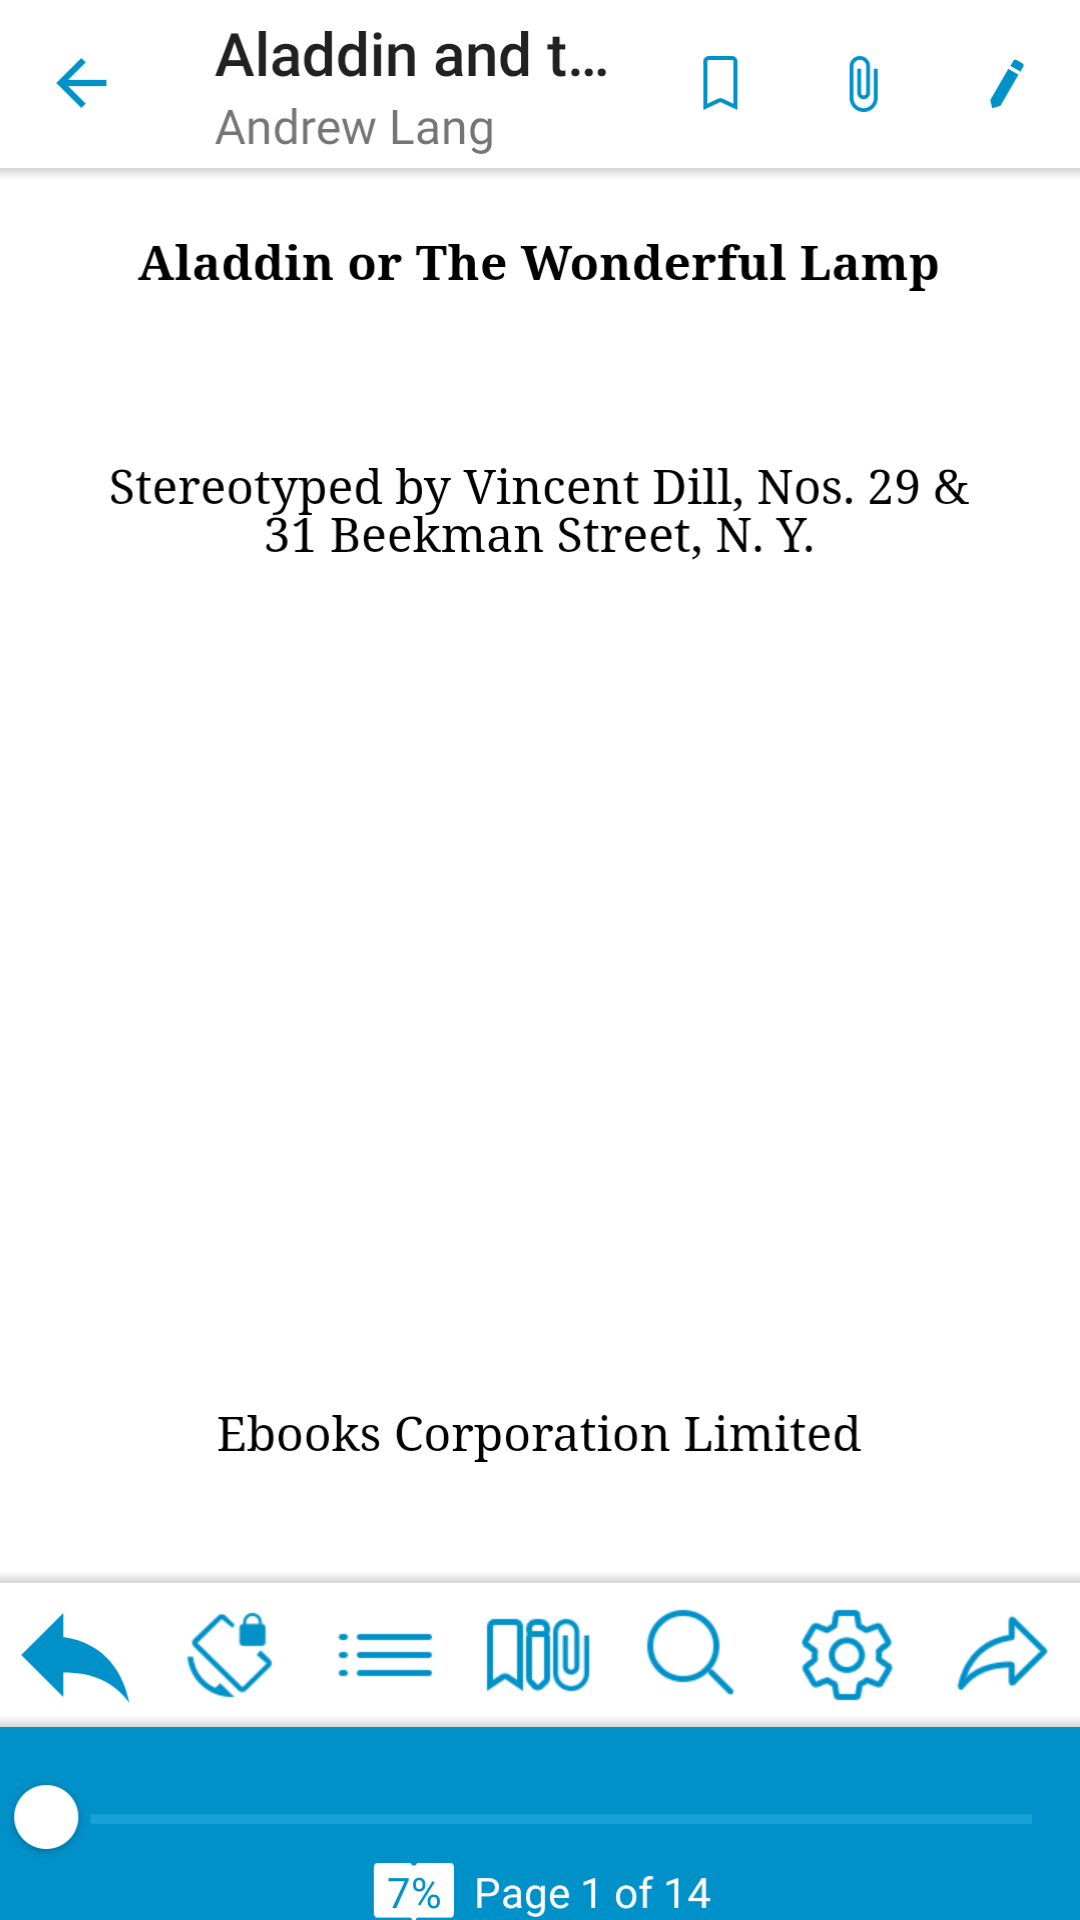 Aladdin and t...
Andrew Lang
Aladdin or The Wonderful Lamp
Stereotyped by Vincent Dill, Nos. 29 &
31 Beekman Street, N. Y.
Ebooks Corporation Limited
7% Page 1 of 14